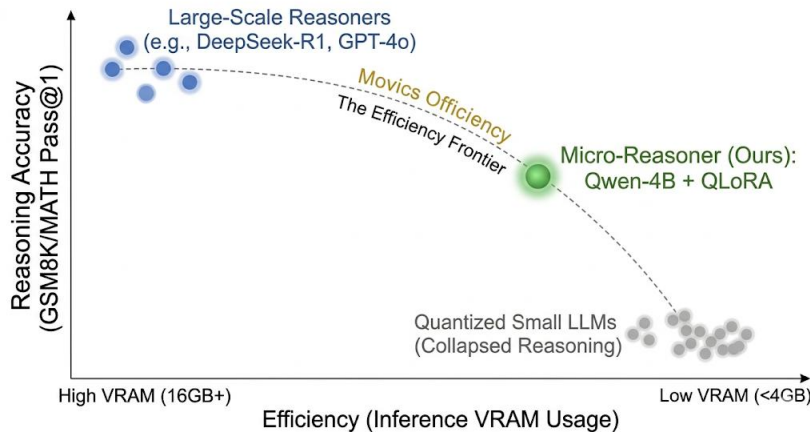 Large-Scale Reasoners
(e.g., DeepSeek-R1, GPT-4o)
Movics Officiency
The Efficiency Frontier
Micro-Reasoner (Ours):
Qwen-4B + QLoRA
Quantized Small LLMs
(Collapsed Reasoning)
Reasoning Accuracy
(GSM8K/MATH Pass@1)
High VRAM (16GB+)
Low VRAM (<4GB)
Efficiency (Inference VRAM Usage)